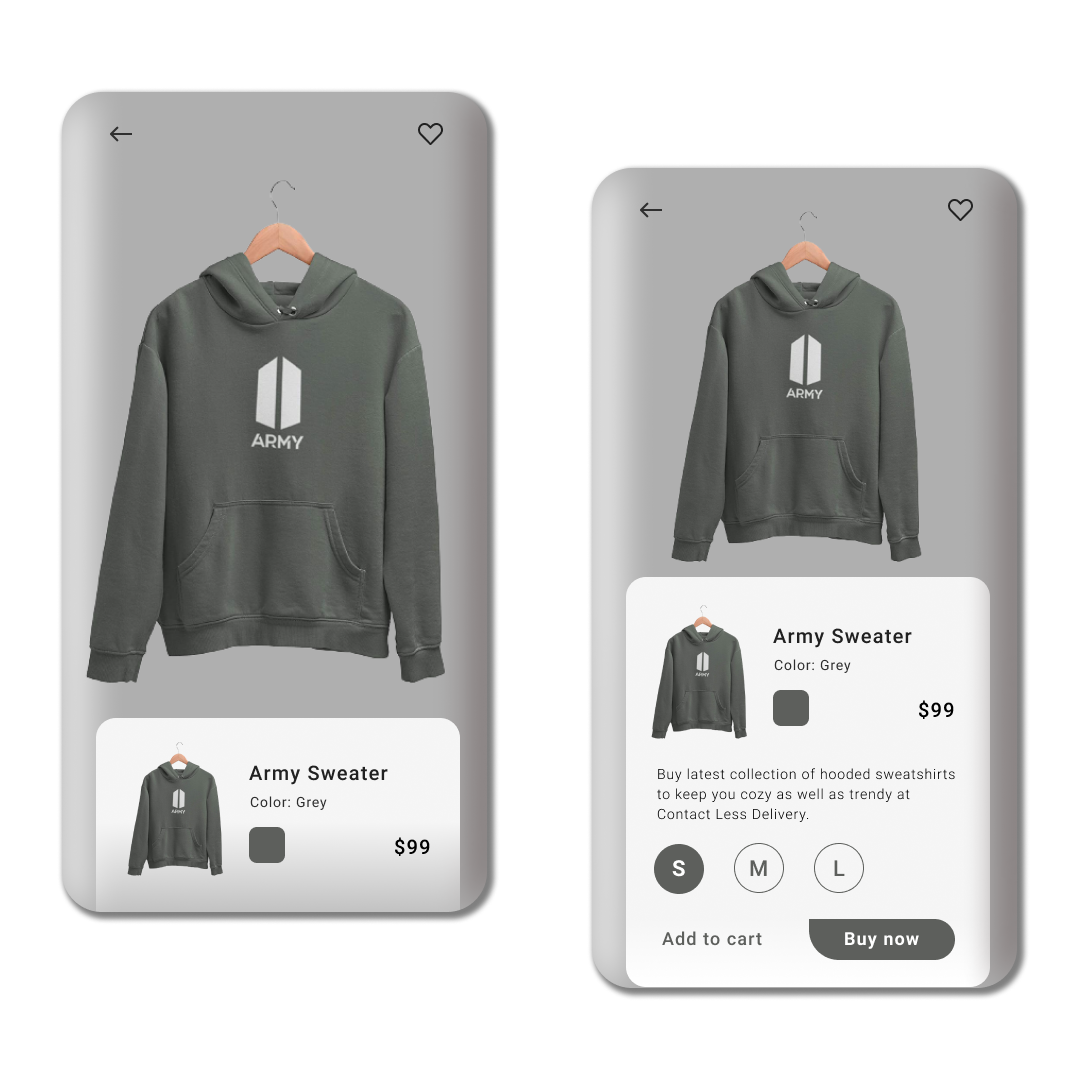 ARMY
ARMY
Army Sweater
Color: Grey
$99
ARMY
ARMY
Army Sweater
Color: Grey
$99
Buy latest collection of hooded sweatshirts
to keep you cozy as well as trendy at
Contact Less Delivery.
S M L
Add to cart Buy now